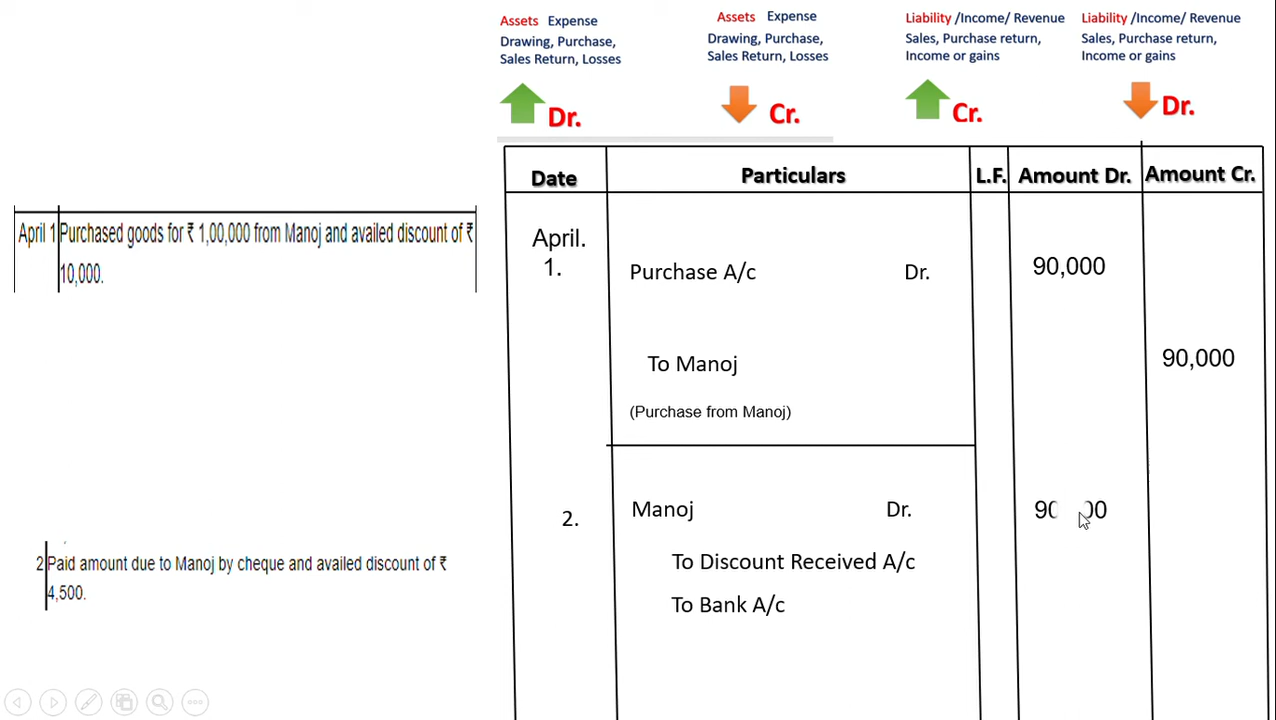 Assets Expense
Drawing, Purchase,
Sales Return, Losses
Dr.
Assets Expense
Drawing, Purchase,
Sales Return, Losses
Cr.
Liability /Income/ Revenue
Sales, Purchase return,
Income or gains
Cr.
Liability /Income/ Revenue
Sales, Purchase return,
Income or gains
Dr.
April 1 Purchased goods for ₹ 1,00,000 from Manoj and availed discount of ₹
10,000.
2 Paid amount due to Manoj by cheque and availed discount of ₹
4,500.
Date Particulars L.F. Amount Dr. Amount Cr.
April.
1. Purchase A/c Dr. 90,000
To Manoj 90,000
(Purchase from Manoj)
2. Manoj Dr.
To Discount Received A/c
To Bank A/c